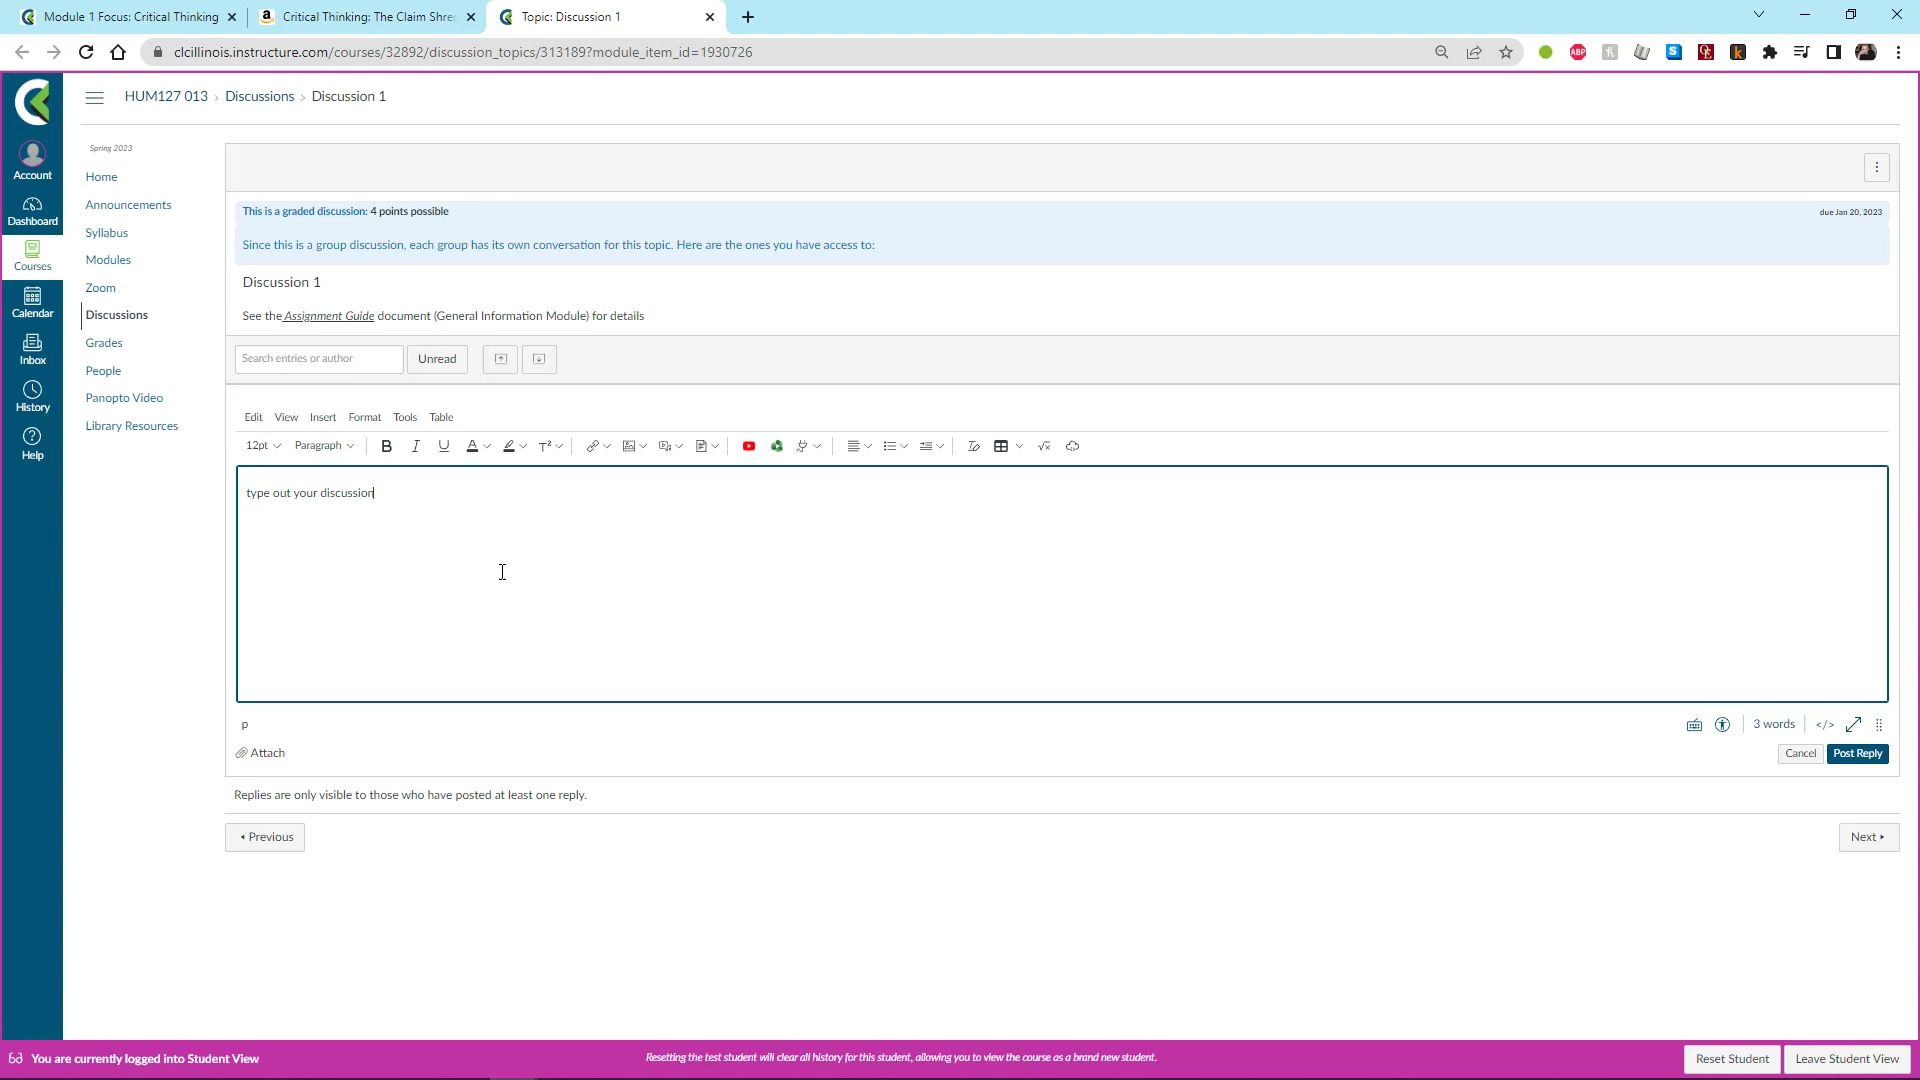 Module 1 Focus: Critical Thinking
Critical Thinking: The Claim Shre
Topic: Discussion 1
clcillinois.instructure.com/courses/32892/discussion_topics/313189?module_item_id=1930726
ABP
HUM127 013 › Discussions › Discussion 1
Account
Dashboard
Courses
Calendar
Inbox
History
Help
Spring 2023
Home
Announcements
Syllabus
Modules
Zoom
Discussions
Grades
People
Panopto Video
Library Resources
This is a graded discussion: 4 points possible
due Jan 20, 2023
Since this is a group discussion, each group has its own conversation for this topic. Here are the ones you have access to:
Discussion 1
See the Assignment Guide document (General Information Module) for details
Search entries or author
Unread
Edit View Insert Format Tools Table
12pt Paragraph
type out your discussion
p
3 words
</>
Attach
Cancel
Post Reply
Replies are only visible to those who have posted at least one reply.
Previous
Next
You are currently logged into Student View
Resetting the test student will clear all history for this student, allowing you to view the course as a brand new student.
Reset Student
Leave Student View